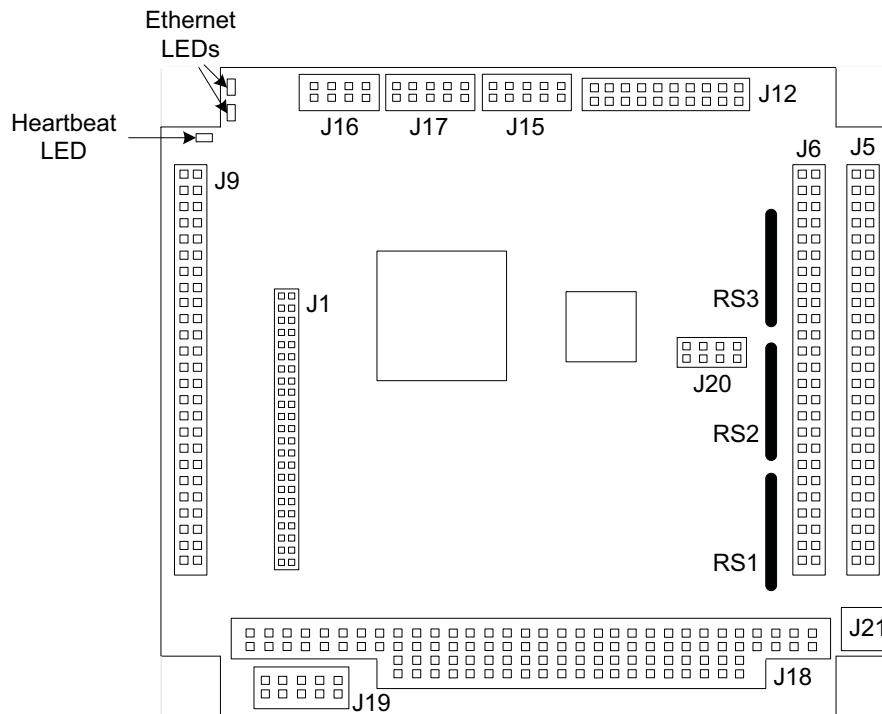 Ethernet
LEDs
Heartbeat
LED
J16
J17
J15
J12
J9
J6
J5
J1
RS3
J20
RS2
RS1
J21
J18
J19